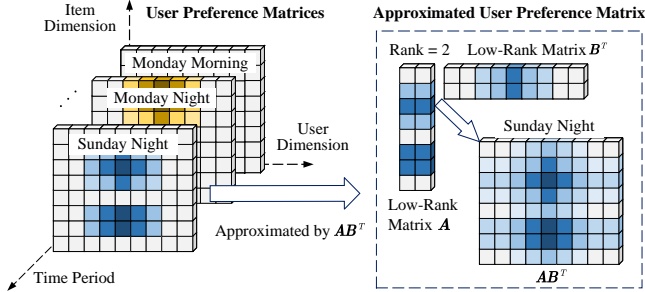 Item
Dimension
User Preference Matrices
Monday Morning
Monday Night
Sunday Night
User
Dimension
Approximated by AB^T
Time Period
Approximated User Preference Matrix
Rank = 2
Low-Rank Matrix B^T
Sunday Night
Low-Rank
Matrix A
AB^T